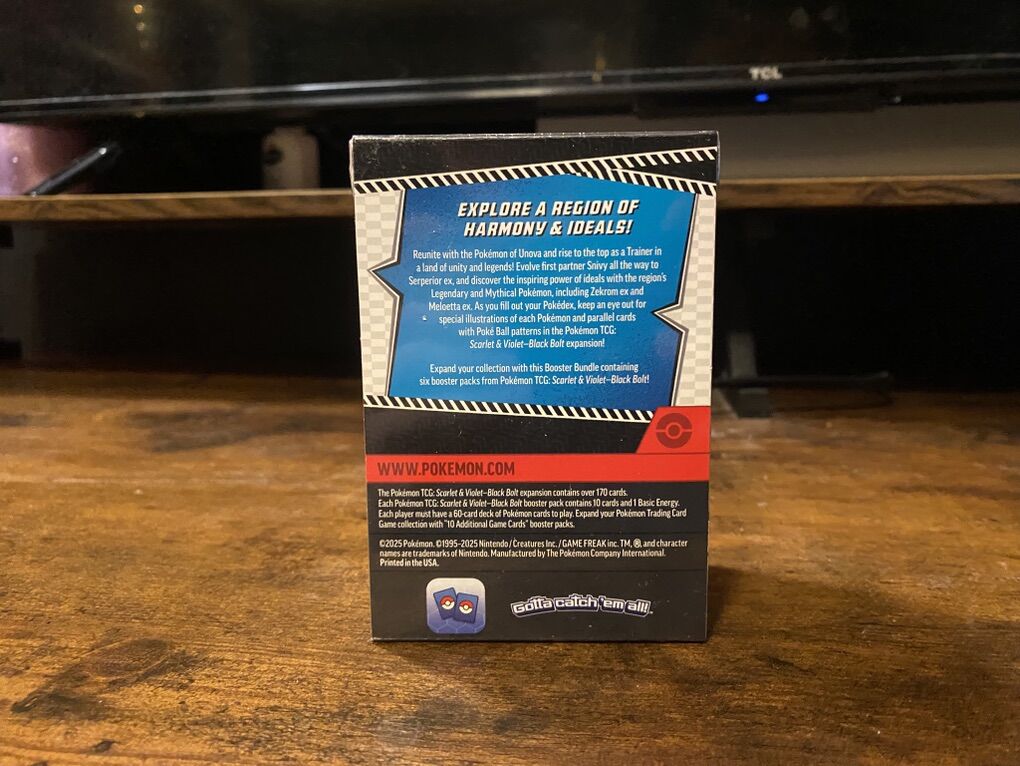 TCL
EXPLORE A REGION OF
HARMONY & IDEALS!
Reunite with the Pokémon of Unova and rise to the top as a Trainer in
a land of unity and legends! Evolve first partner Snivy all the way to
Serperior ex, and discover the inspiring power of ideals with the region's
Legendary and Mythical Pokémon, including Zekrom ex and
Meloetta ex. As you fill out your Pokédex, keep an eye out for
special illustrations of each Pokémon and parallel cards
with Poké Ball patterns in the Pokémon TCG:
Scarlet & Violet—Black Bolt expansion!
Expand your collection with this Booster Bundle containing
six booster packs from Pokémon TCG: Scarlet & Violet—Black Bolt!
WWW.POKEMON.COM
The Pokémon TCG: Scarlet & Violet—Black Bolt expansion contains over 170 cards.
Each Pokémon TCG: Scarlet & Violet—Black Bolt booster pack contains 10 cards and 1 Basic Energy.
Each player must have a 60-card deck of Pokémon cards to play. Expand your Pokémon Trading Card
Game collection with "10 Additional Game Cards" booster packs.
©2025 Pokémon. ©1995-2025 Nintendo / Creatures Inc. / GAME FREAK inc. TM, ®, and character
names are trademarks of Nintendo. Manufactured by The Pokémon Company International.
Printed in the USA.
Gotta catch 'em all!™